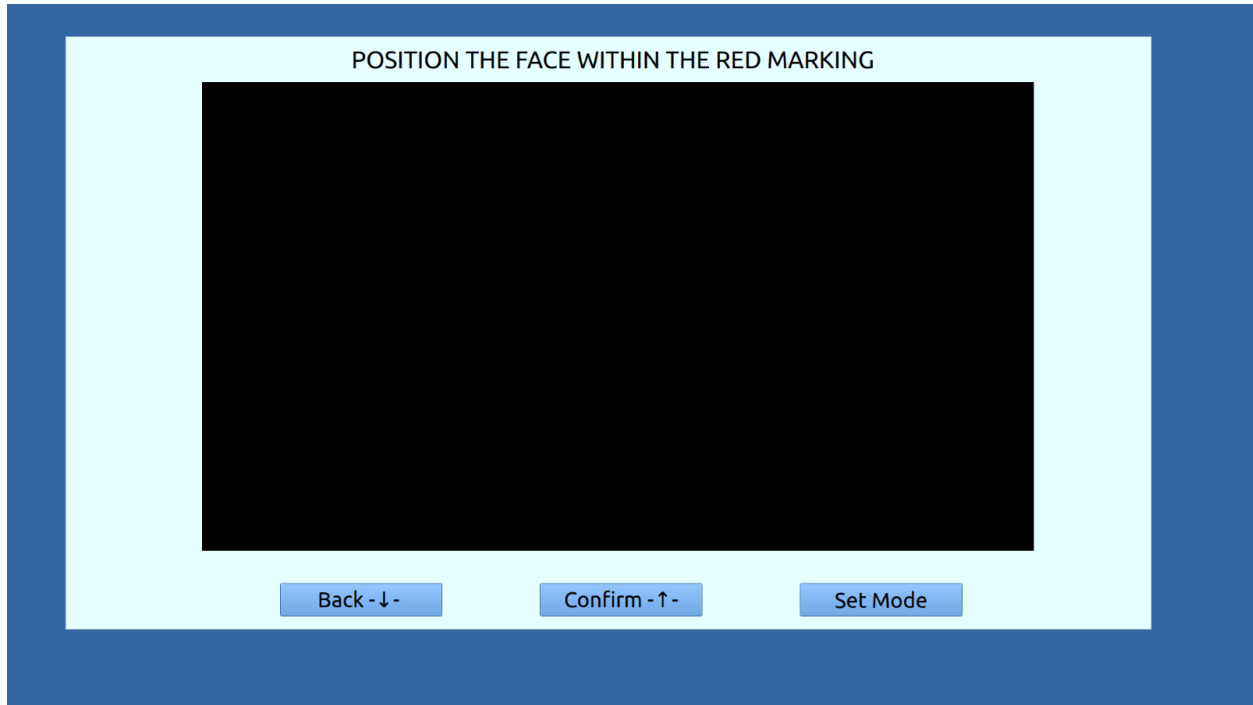 POSITION THE FACE WITHIN THE RED MARKING
Back -↓-
Confirm -↑-
Set Mode